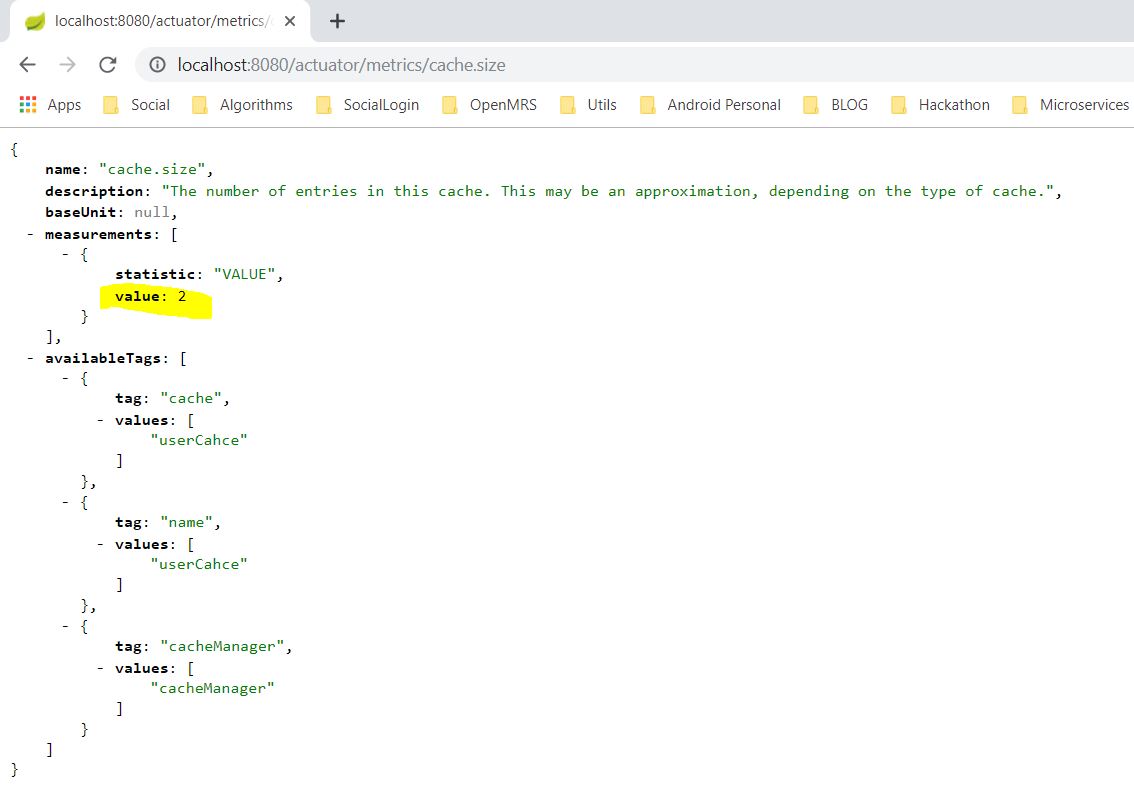 localhost:8080/actuator/metrics/
localhost:8080/actuator/metrics/cache.size
Apps Social Algorithms SocialLogin OpenMRS Utils Android Personal BLOG Hackathon Microservices
{
name: "cache.size",
description: "The number of entries in this cache. This may be an approximation, depending on the type of cache.",
baseUnit: null,
- measurements: [
- {
statistic: "VALUE",
value: 2
}
],
- availableTags: [
- {
tag: "cache",
- values: [
"userCahce"
]
},
- {
tag: "name",
- values: [
"userCahce"
]
},
- {
tag: "cacheManager",
- values: [
"cacheManager"
]
}
]
}